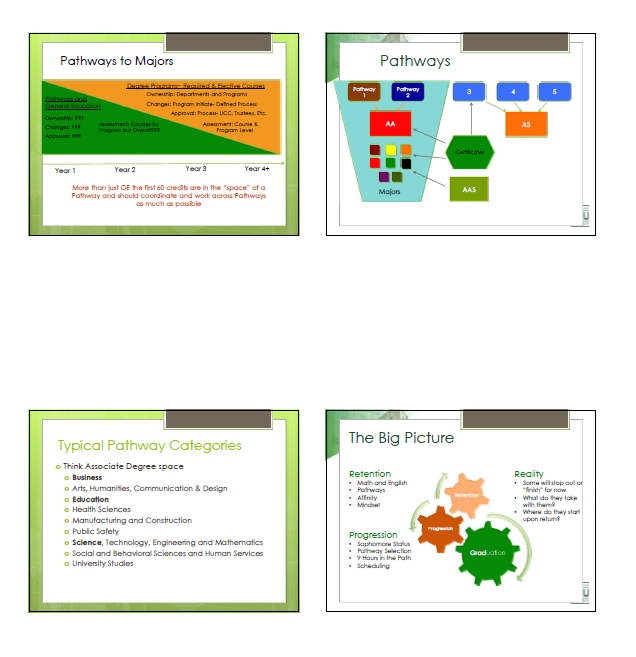 Pathways to Majors
Degree Programs- Required & Elective Courses
Ownership: Departments and Programs
Changes: Program Initiate- Defined Process
Approval: Process- UCC, Trustees, Etc.
Pathways and
General Education
Ownership: ???
Changes: ???
Approval: ???
Assessment: Courses by
Program but Overall???
Assessment: Course &
Program Level
Year 1
Year 2
Year 3
Year 4+
More than just GE the first 60 credits are in the "space" of a
Pathway and should coordinate and work across Pathways
as much as possible
Pathways
Pathway
1
Pathway
2
3
4
5
AA
AS
Certificates
Majors
AAS
Typical Pathway Categories
Think Associate Degree space
Business
Arts, Humanities, Communication & Design
Education
Health Sciences
Manufacturing and Construction
Public Safety
Science, Technology, Engineering and Mathematics
Social and Behavioral Sciences and Human Services
University Studies
The Big Picture
Retention
• Math and English
• Pathways
• Affinity
• Mindset
Progression
• Sophomore Status
• Pathway Selection
• 9 Hours in the Path
• Scheduling
Retention
Progression
Graduation
Reality
• Some will stop out or
"finish" for now
• What do they take
with them?
• Where do they start
upon return?